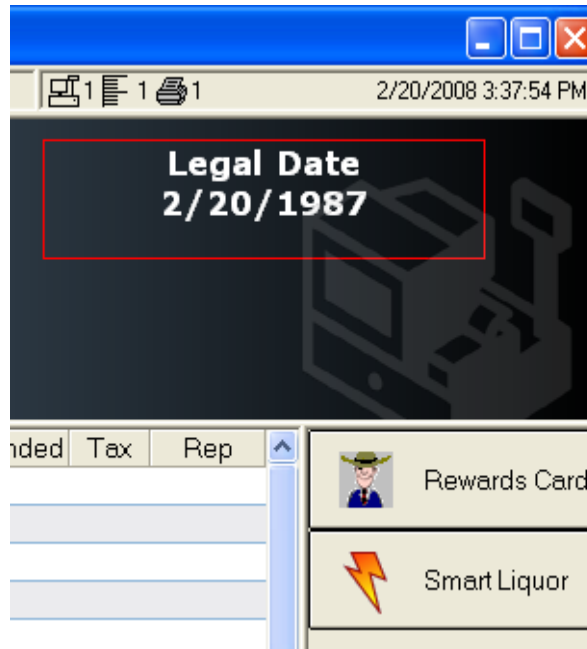 1 1 1 2/20/2008 3:37:54 PM
Legal Date
2/20/1987
nded Tax Rep
Rewards Card
Smart Liquor